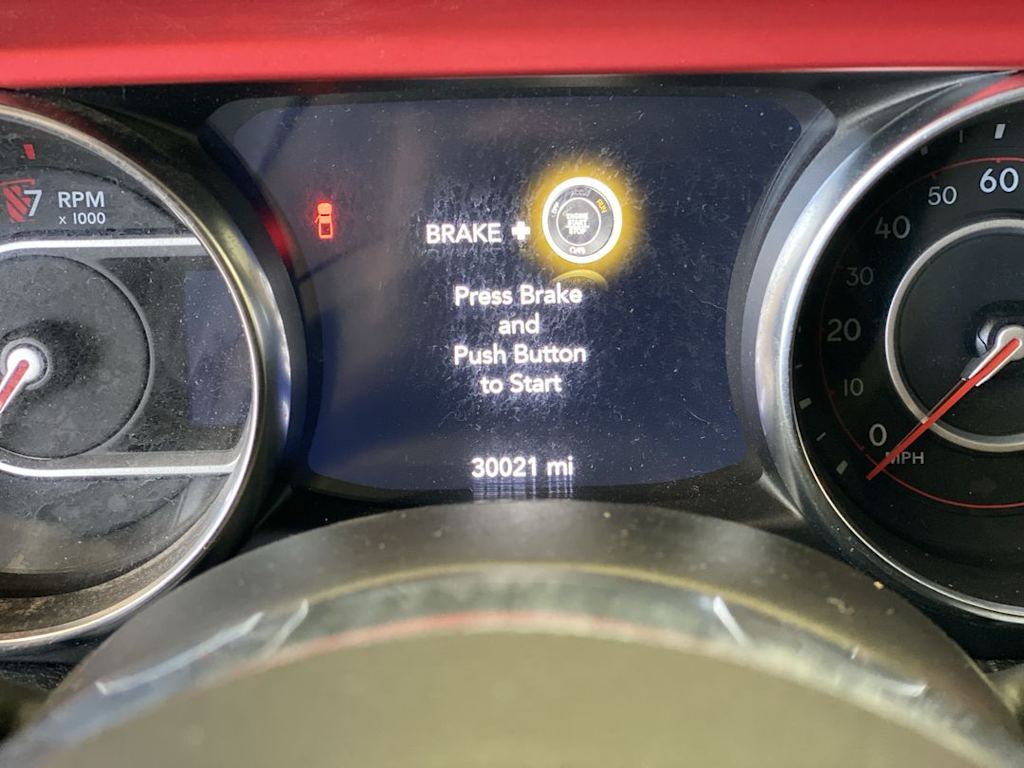 7 RPM
x 1000
BRAKE +
ENGINE
START
STOP
RUN
Press Brake
and
Push Button
to Start
30021 mi
60
50
40
30
20
10
0
MPH